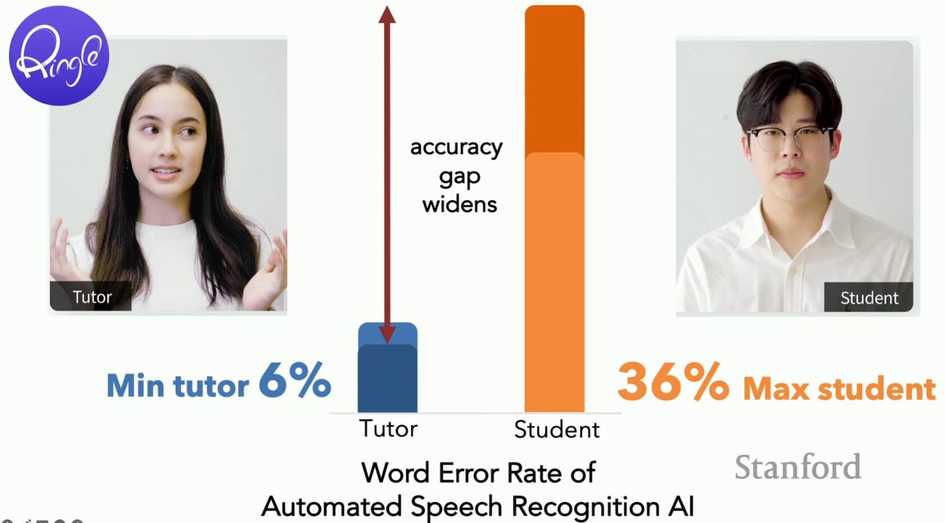 Ringle
accuracy
gap
widens
Tutor
Student
Min tutor 6%
36% Max student
Tutor
Student
Word Error Rate of
Automated Speech Recognition AI
Stanford